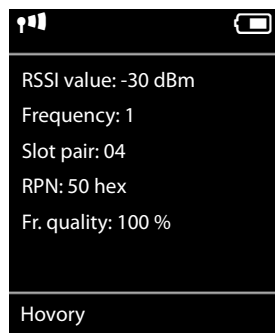 RSSI value: -30 dBm
Frequency: 1
Slot pair: 04
RPN: 50 hex
Fr. quality: 100 %
Hovory